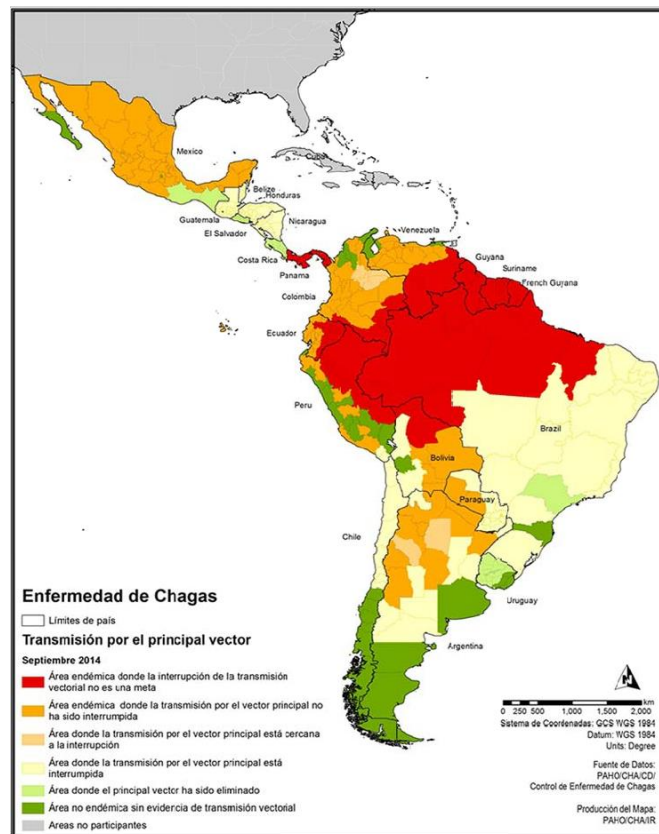 Mexico
Cuba
Belize
Honduras
Guatemala
Nicaragua
El Salvador
Venezuela
Costa Rica
Guyana
Panama
Suriname
Colombia
French Guyana
Ecuador
Peru
Brazil
Bolivia
Paraguay
Chile
Uruguay
Argentina
Enfermedad de Chagas
Límites de país
Transmisión por el principal vector
Septiembre 2014
Área endémica donde la interrupción de la transmisión
vectorial no es una meta
Área endémica donde la transmisión por el vector principal no
ha sido interrumpida
Área donde la transmisión por el vector principal está cercana
a la interrupción
Área donde la transmisión por el vector principal está
interrumpida
Área donde el principal vector ha sido eliminado
Área no endémica sin evidencia de transmisión vectorial
Areas no participantes
N
0 250 500 1,000 1,500 2,000
km
Sistema de Coordenadas: GCS WGS 1984
Datum: WGS 1984
Units: Degree
Fuente de Datos:
PAHO/CHA/CD/
Control de Enfermedad de Chagas
Producción del Mapa:
PAHO/CHA/IR